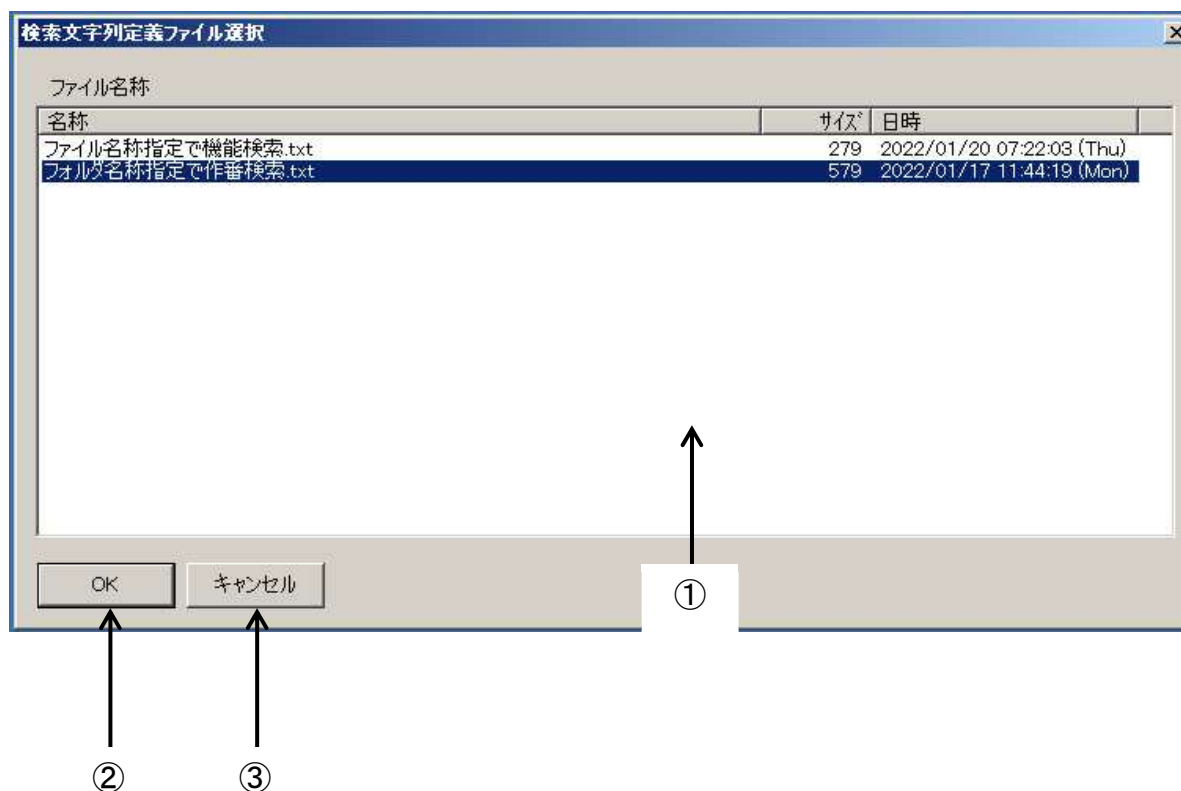 検索文字列定義ファイル選択
ファイル名称
名称 サイズ 日時
ファイル名称指定で機能検索.txt 279 2022/01/20 07:22:03 (Thu)
フォルダ名称指定で作番検索.txt 579 2022/01/17 11:44:19 (Mon)
OK キャンセル
①
② ③